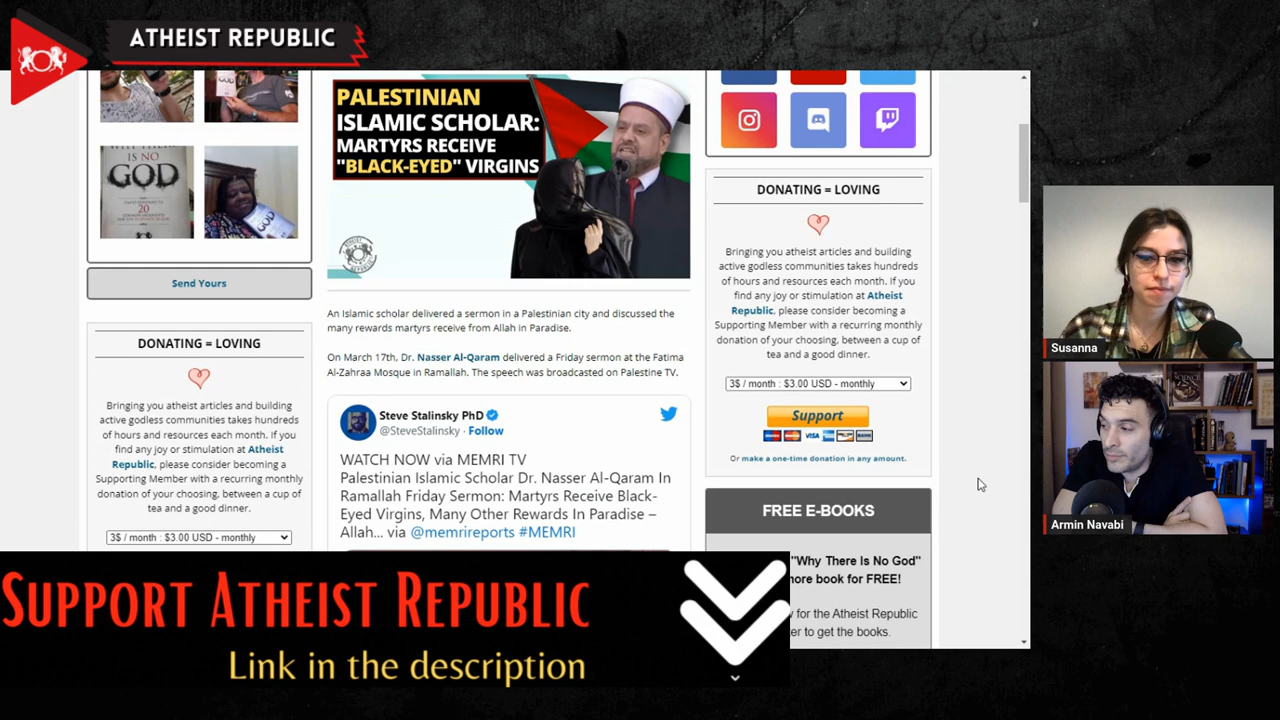 ATHEIST REPUBLIC
PALESTINIAN
ISLAMIC SCHOLAR:
MARTYRS RECEIVE
"BLACK-EYED" VIRGINS
GOD
IS NO
GOD
20
GOD
Send Yours
DONATING = LOVING
Bringing you atheist articles and building
active godless communities takes hundreds
of hours and resources each month. If you
find any joy or stimulation at Atheist
Republic, please consider becoming a
Supporting Member with a recurring monthly
donation of your choosing, between a cup of
tea and a good dinner.
3$ / month : $3.00 USD - monthly
An Islamic scholar delivered a sermon in a Palestinian city and discussed the
many rewards martyrs receive from Allah in Paradise.
On March 17th, Dr. Nasser Al-Qaram delivered a Friday sermon at the Fatima
Al-Zahraa Mosque in Ramallah. The speech was broadcasted on Palestine TV.
Steve Stalinsky PhD
@SteveStalinsky · Follow
WATCH NOW via MEMRI TV
Palestinian Islamic Scholar Dr. Nasser Al-Qaram In
Ramallah Friday Sermon: Martyrs Receive Black-
Eyed Virgins, Many Other Rewards In Paradise –
Allah... via @memrireports #MEMRI
DONATING = LOVING
Bringing you atheist articles and building
active godless communities takes hundreds
of hours and resources each month. If you
find any joy or stimulation at Atheist
Republic, please consider becoming a
Supporting Member with a recurring monthly
donation of your choosing, between a cup of
tea and a good dinner.
3$ / month : $3.00 USD - monthly
Support
VISA
Or make a one-time donation in any amount.
FREE E-BOOKS
"Why There Is No God"
more book for FREE!
for the Atheist Republic
to get the books.
SCIENCE
Susanna
Armin Navabi
SUPPORT ATHEIST REPUBLIC
Link in the description